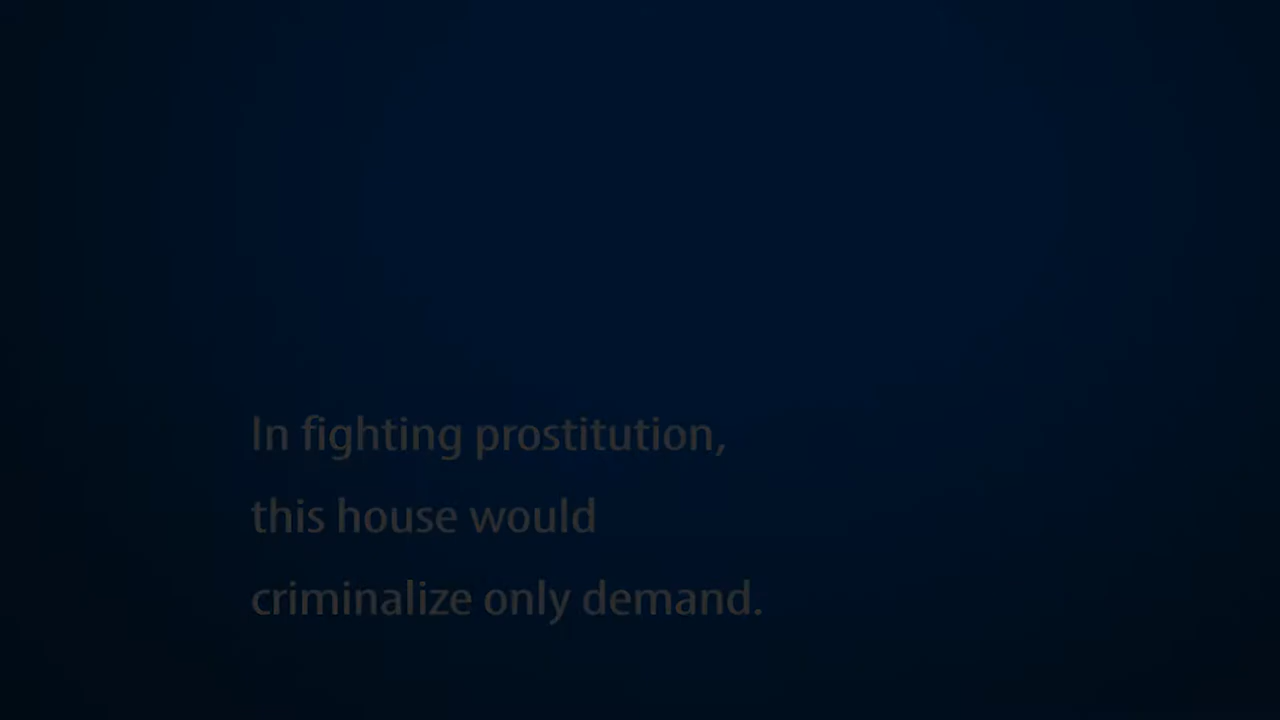 In fighting prostitution,
this house would
criminalize only demand.